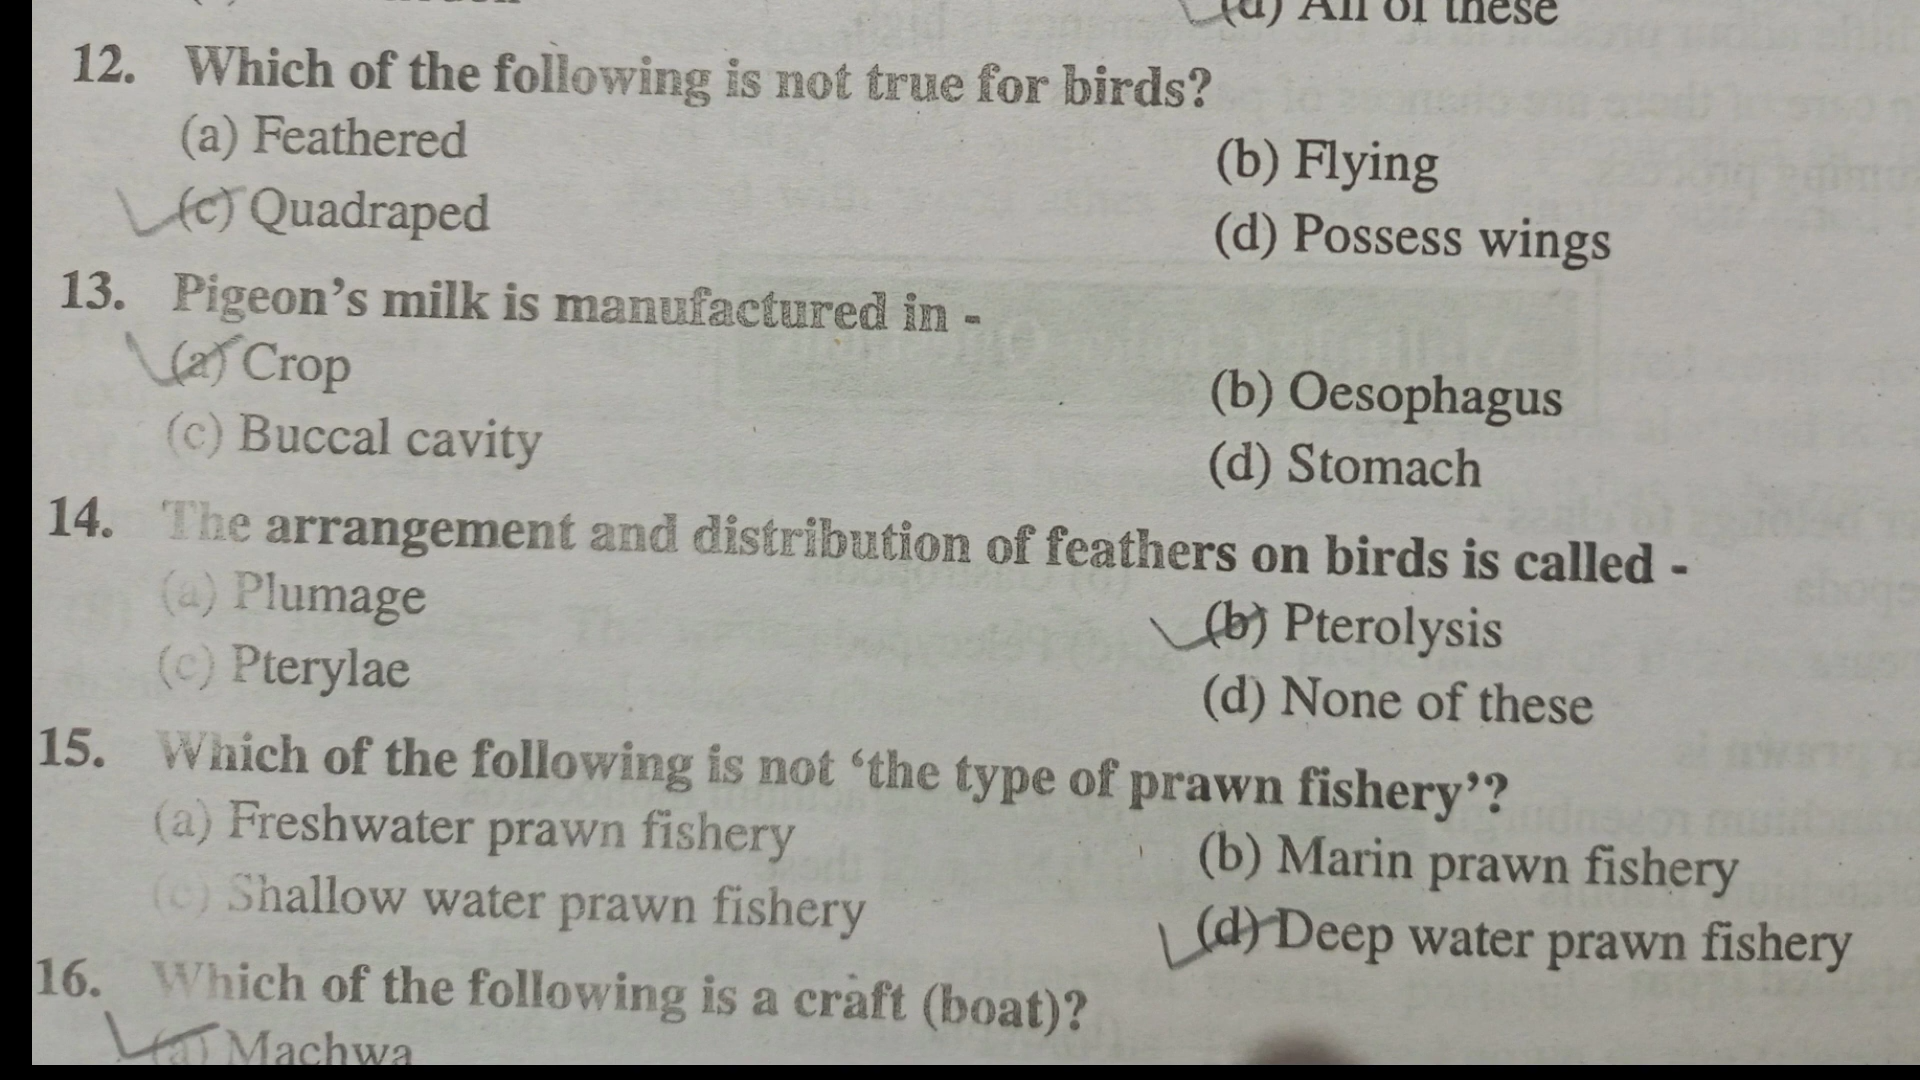 (d) All of these
12. Which of the following is not true for birds?
(a) Feathered
(b) Flying
(c) Quadraped
(d) Possess wings
13. Pigeon's milk is manufactured in -
(a) Crop
(b) Oesophagus
(c) Buccal cavity
(d) Stomach
14. The arrangement and distribution of feathers on birds is called -
(a) Plumage
(b) Pterolysis
(c) Pterylae
(d) None of these
15. Which of the following is not 'the type of prawn fishery'?
(a) Freshwater prawn fishery
(b) Marin prawn fishery
(c) Shallow water prawn fishery
(d) Deep water prawn fishery
16. Which of the following is a craft (boat)?
(a) Machwa